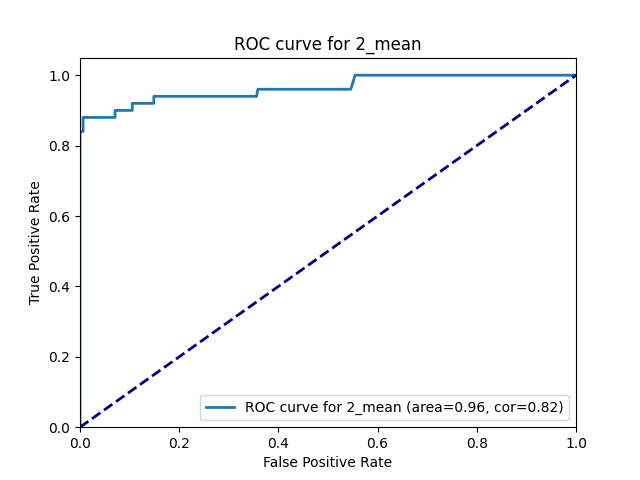 ROC curve for 2_mean
1.0
0.8
0.6
0.4
0.2
0.0
True Positive Rate
ROC curve for 2_mean (area=0.96, cor=0.82)
0.0 0.2 0.4 0.6 0.8 1.0
False Positive Rate